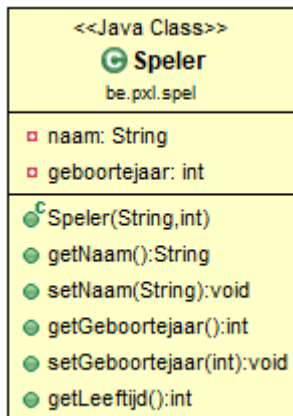 <<Java Class>>
Speler
be.pxl.spel
naam: String
geboortejaar: int
Speler(String,int)
getNaam():String
setNaam(String):void
getGeboortejaar():int
setGeboortejaar(int):void
getLeeftijd():int